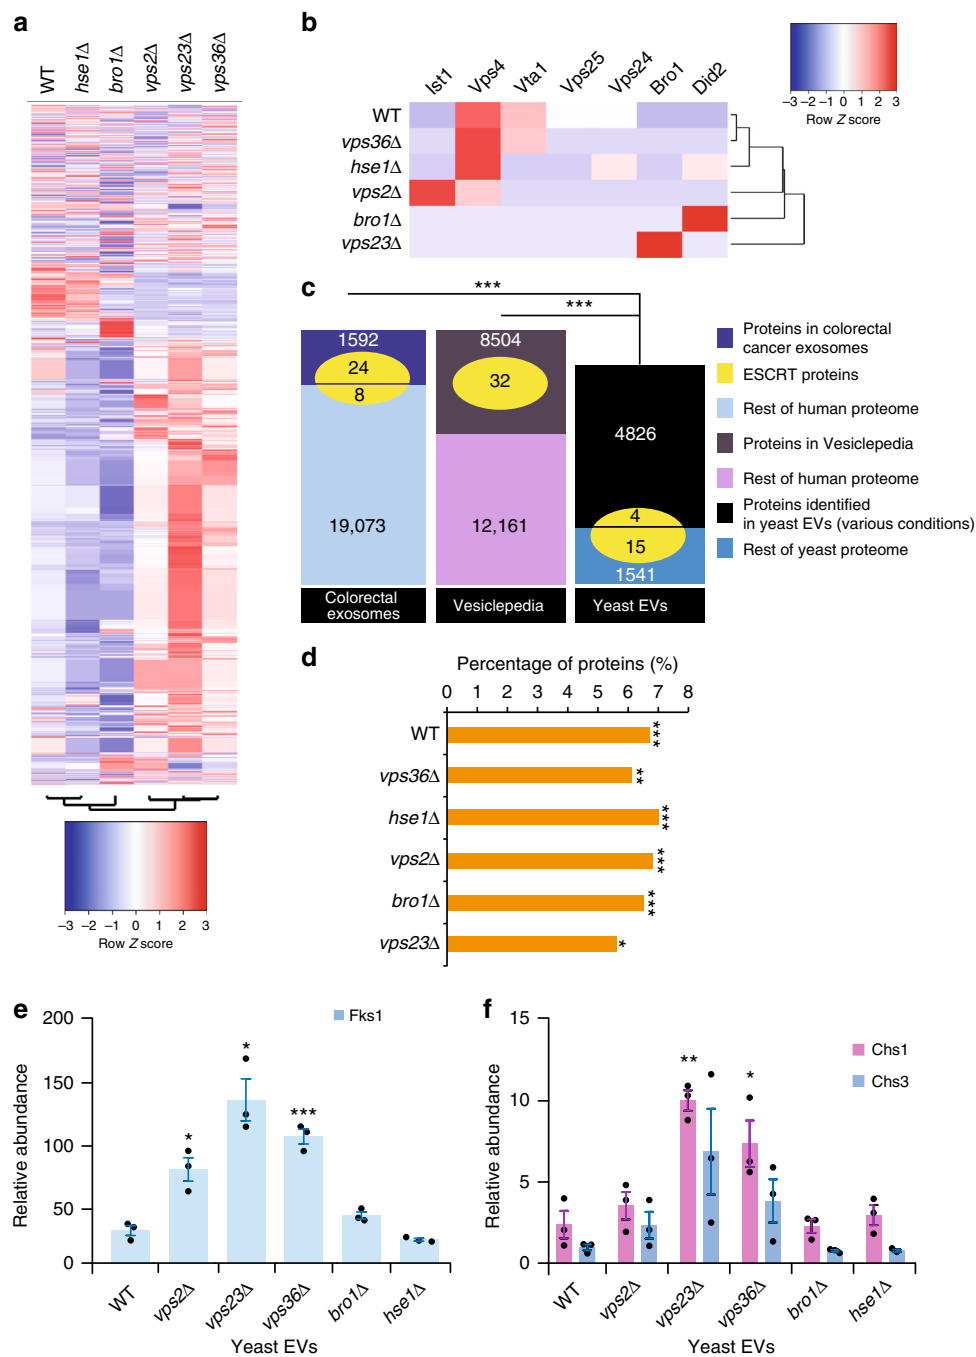 a
WT
hse1Δ
bro1Δ
vps2Δ
vps23Δ
vps36Δ
–3 –2 –1 0 1 2 3
Row Z score
b
Ist1
Vps4
Vta1
Vps25
Vps24
Bro1
Did2
WT
vps36Δ
hse1Δ
vps2Δ
bro1Δ
vps23Δ
–3 –2 –1 0 1 2 3
Row Z score
c
***
***
1592
24
8
19,073
Colorectal
exosomes
8504
32
12,161
Vesiclepedia
4826
4
15
1541
Yeast EVs
Proteins in colorectal
cancer exosomes
ESCRT proteins
Rest of human proteome
Proteins in Vesiclepedia
Rest of human proteome
Proteins identified
in yeast EVs (various conditions)
Rest of yeast proteome
d
Percentage of proteins (%)
0 1 2 3 4 5 6 7 8
WT ***
vps36Δ **
hse1Δ ***
vps2Δ ***
bro1Δ ***
vps23Δ *
e
Relative abundance
200
150
100
50
0
Fks1
*
*
***
WT
vps2Δ
vps23Δ
vps36Δ
bro1Δ
hse1Δ
Yeast EVs
f
Relative abundance
15
10
5
0
Chs1
Chs3
**
*
WT
vps2Δ
vps23Δ
vps36Δ
bro1Δ
hse1Δ
Yeast EVs